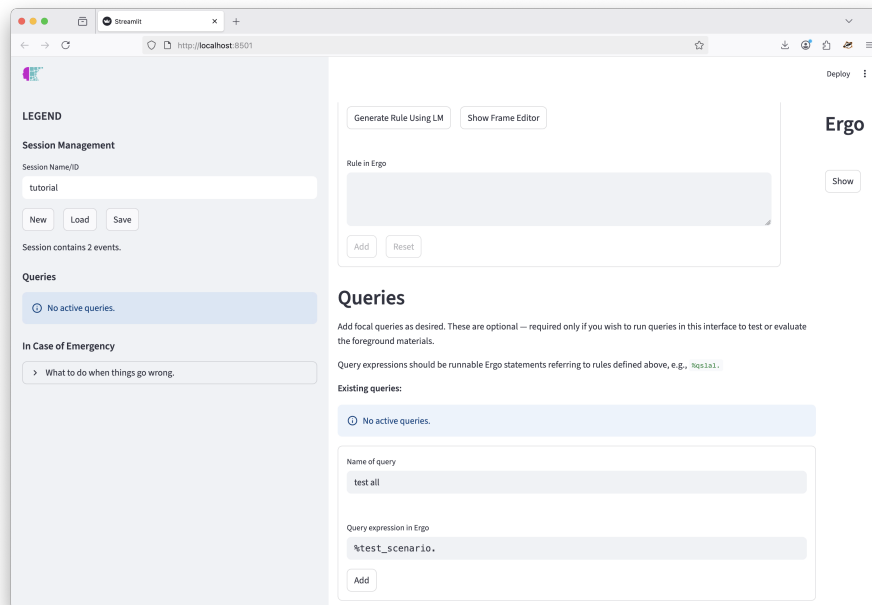 Streamlit
http://localhost:8501
Deploy
LEGEND
Session Management
Session Name/ID
tutorial
New Load Save
Session contains 2 events.
Queries
No active queries.
In Case of Emergency
What to do when things go wrong.
Generate Rule Using LM Show Frame Editor
Rule in Ergo
Add Reset
Queries
Add focal queries as desired. These are optional — required only if you wish to run queries in this interface to test or evaluate
the foreground materials.
Query expressions should be runnable Ergo statements referring to rules defined above, e.g.,
Existing queries:
No active queries.
Name of query
test all
Query expression in Ergo
%test_scenario.
Add
Ergo
Show